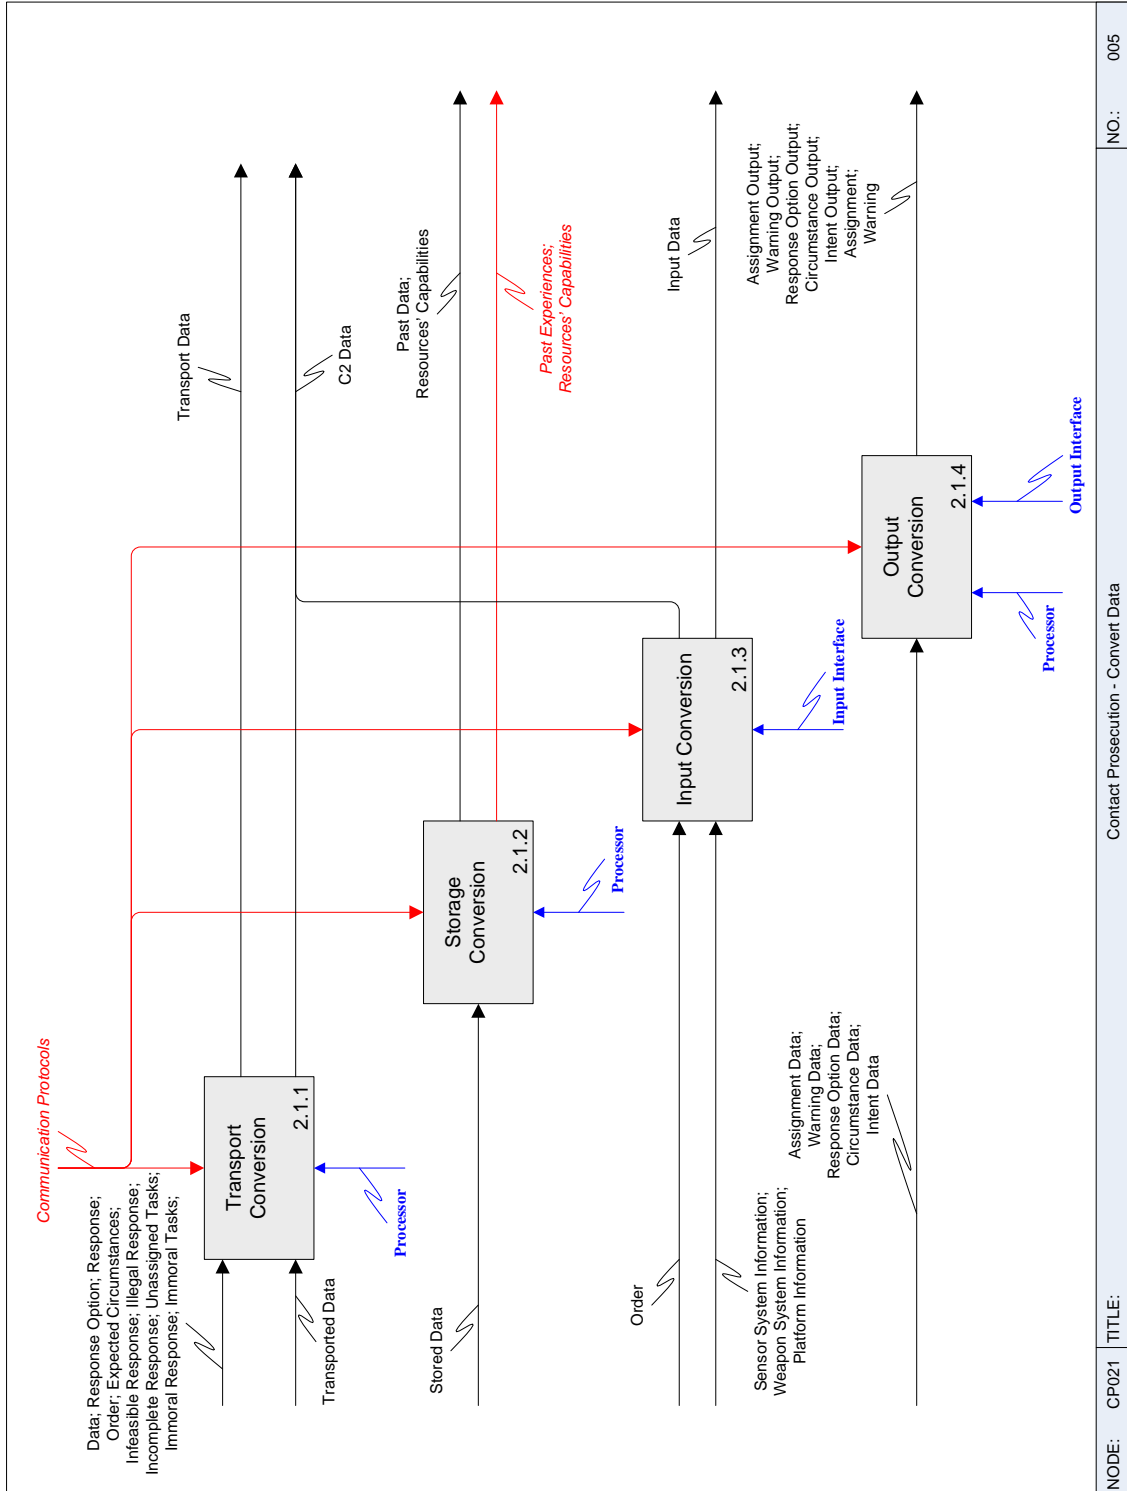 Communication Protocols
Data; Response Option; Response;
Order; Expected Circumstances;
Infeasible Response; Illegal Response;
Incomplete Response; Unassigned Tasks;
Immoral Response; Immoral Tasks;
Transported Data
Transport
Conversion
2.1.1
Processor
Transport Data
C2 Data
Stored Data
Storage
Conversion
2.1.2
Processor
Past Data;
Resources' Capabilities
Past Experiences;
Resources' Capabilities
Order
Sensor System Information;
Weapon System Information;
Platform Information
Input Conversion
2.1.3
Input Interface
Input Data
Assignment Data;
Warning Data;
Response Option Data;
Circumstance Data;
Intent Data
Output
Conversion
2.1.4
Processor
Output Interface
Assignment Output;
Warning Output;
Response Option Output;
Circumstance Output;
Intent Output;
Assignment;
Warning
NODE: CP021 TITLE: Contact Prosecution - Convert Data NO.: 005